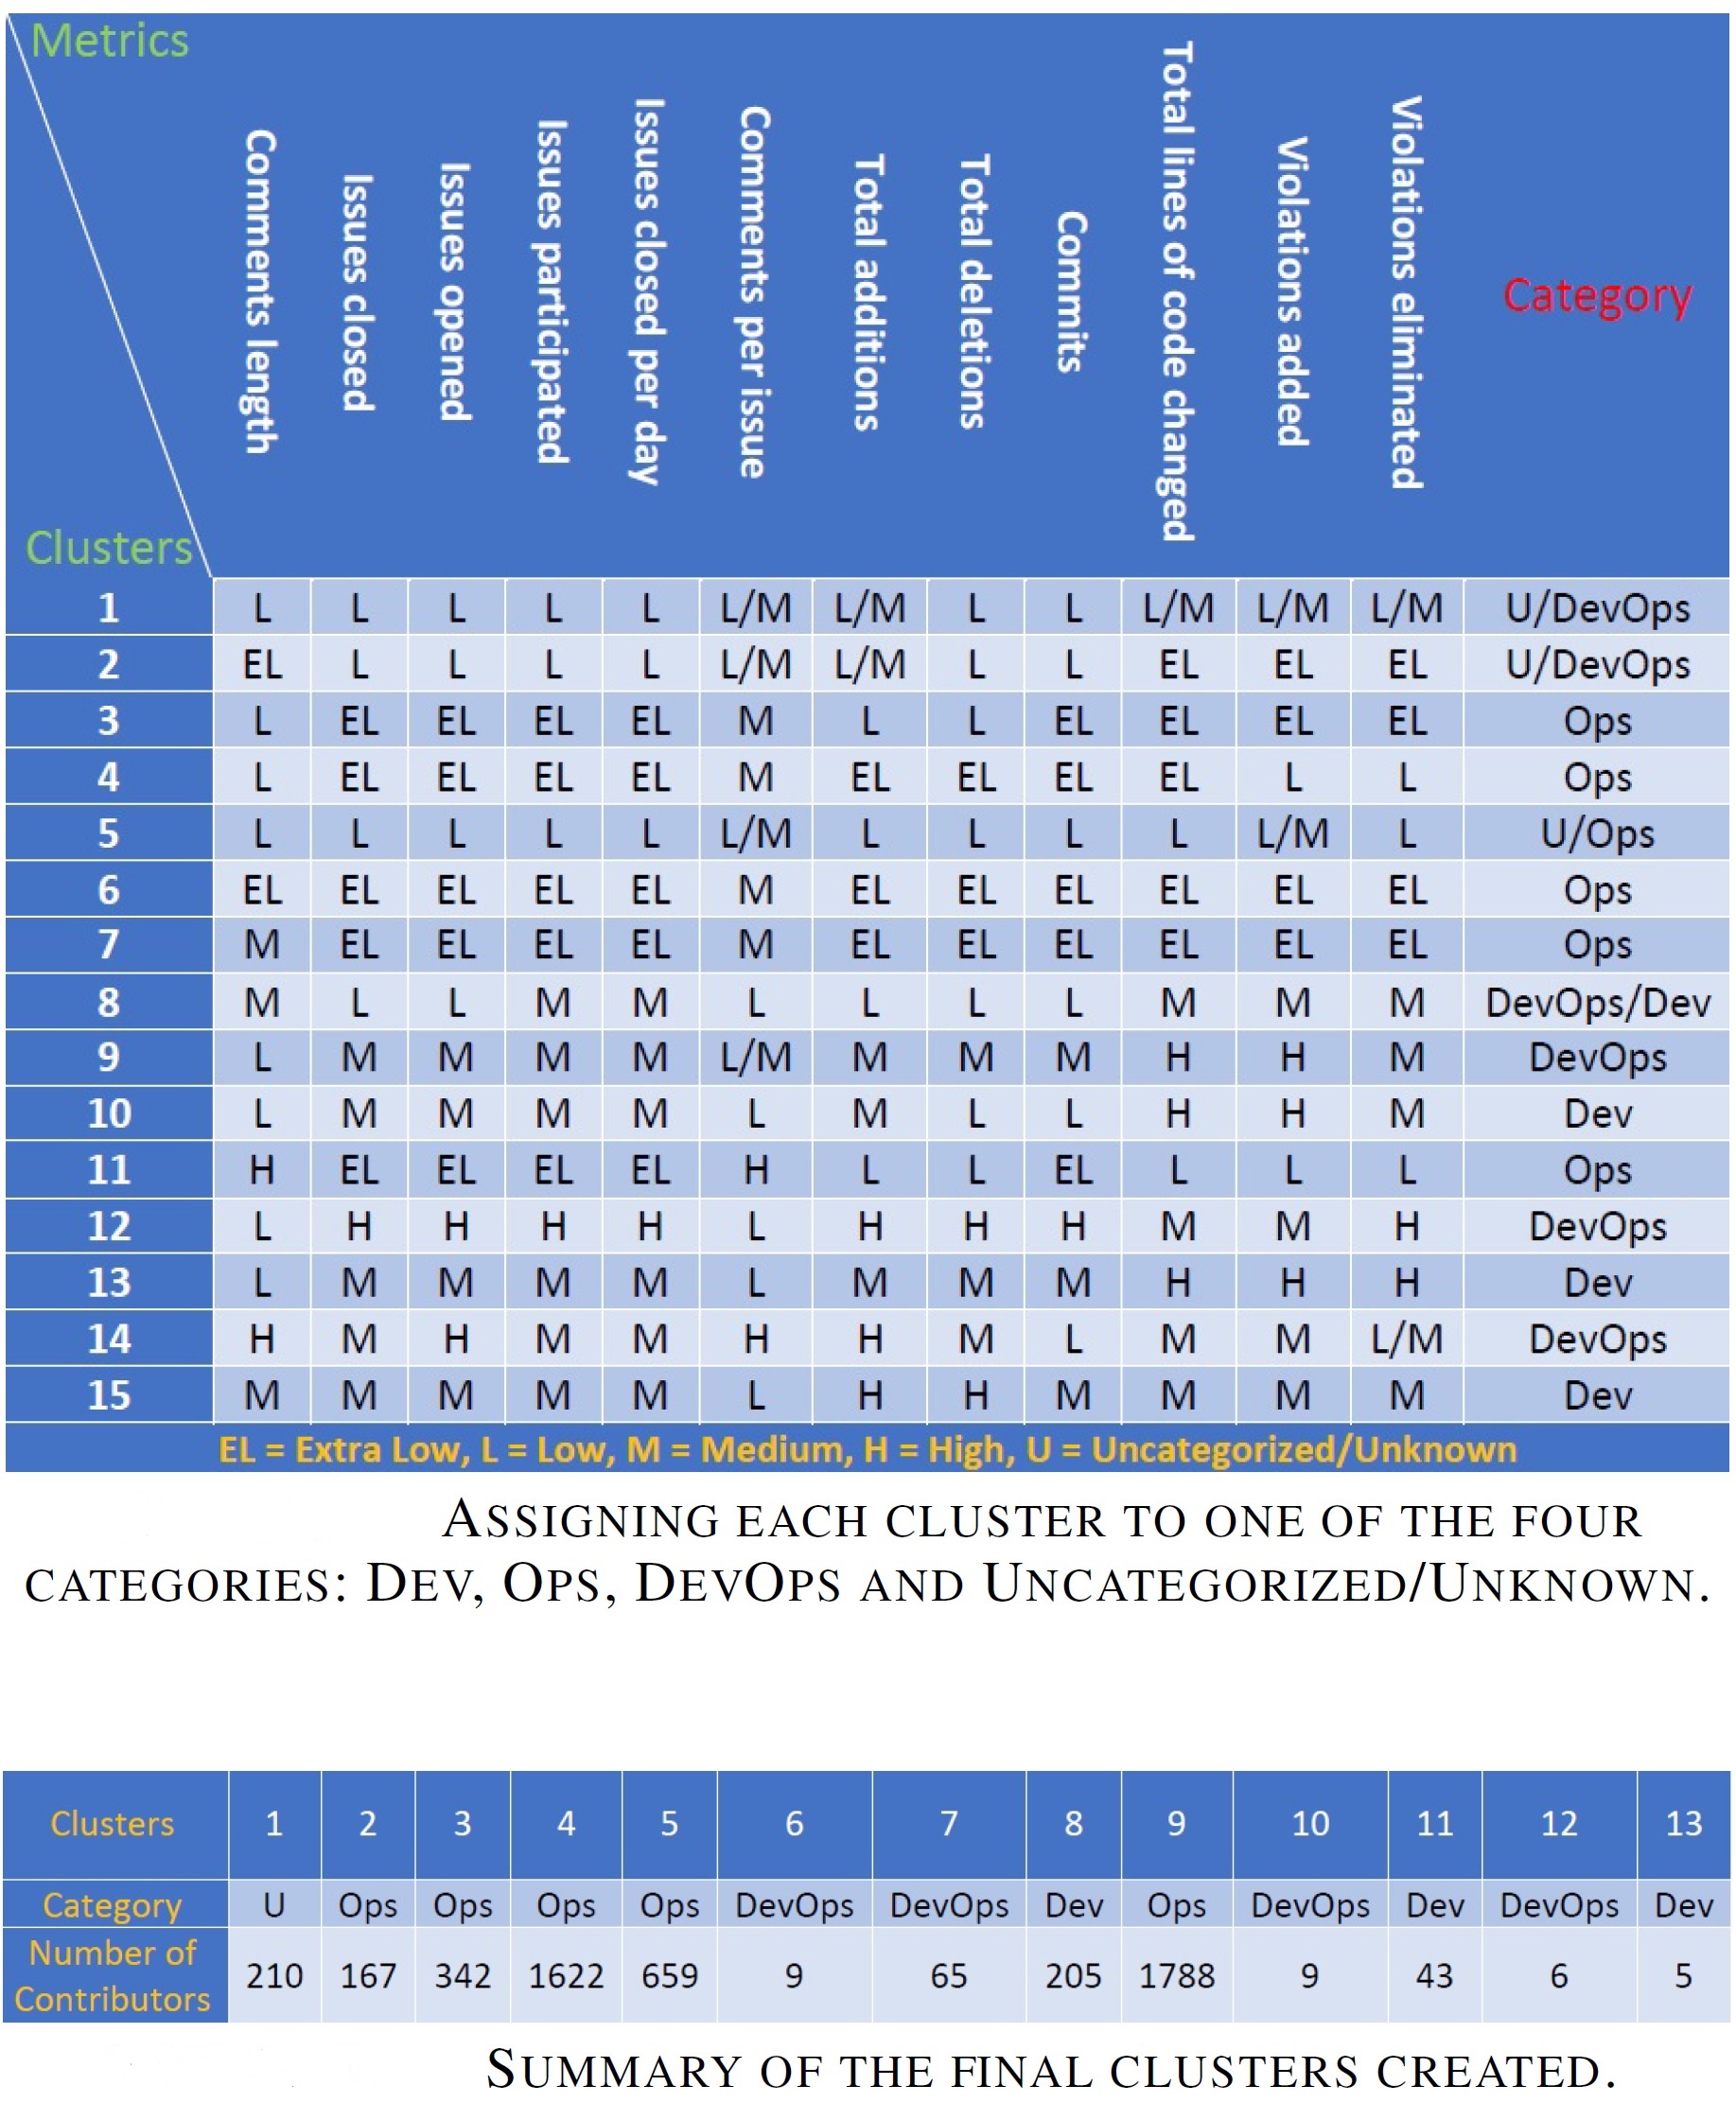 Metrics
Clusters
Comments length
Issues closed
Issues opened
Issues participated
Issues closed per day
Comments per issue
Total additions
Total deletions
Commits
Total lines of code changed
Violations added
Violations eliminated
Category
1 L L L L L L/M L/M L L L/M L/M L/M U/DevOps
2 EL L L L L L/M L/M L L EL EL EL U/DevOps
3 L EL EL EL EL M L L EL EL EL EL Ops
4 L EL EL EL EL M EL EL EL EL L L Ops
5 L L L L L L/M L L L L L/M L U/Ops
6 EL EL EL EL EL M EL EL EL EL EL EL Ops
7 M EL EL EL EL M EL EL EL EL EL EL Ops
8 M L L M M L L L L M M M DevOps/Dev
9 L M M M M L/M M M M H H M DevOps
10 L M M M M L M L L H H M Dev
11 H EL EL EL EL H L L EL L L L Ops
12 L H H H H L H H H M M H DevOps
13 L M M M M L M M M H H H Dev
14 H M H M M H H M L M M L/M DevOps
15 M M M M M L H H M M M M Dev
EL = Extra Low, L = Low, M = Medium, H = High, U = Uncategorized/Unknown
ASSIGNING EACH CLUSTER TO ONE OF THE FOUR
CATEGORIES: DEV, OPS, DEVOPS AND UNCATEGORIZED/UNKNOWN.
Clusters 1 2 3 4 5 6 7 8 9 10 11 12 13
Category U Ops Ops Ops Ops DevOps DevOps Dev Ops DevOps Dev DevOps Dev
Number of
Contributors 210 167 342 1622 659 9 65 205 1788 9 43 6 5
SUMMARY OF THE FINAL CLUSTERS CREATED.